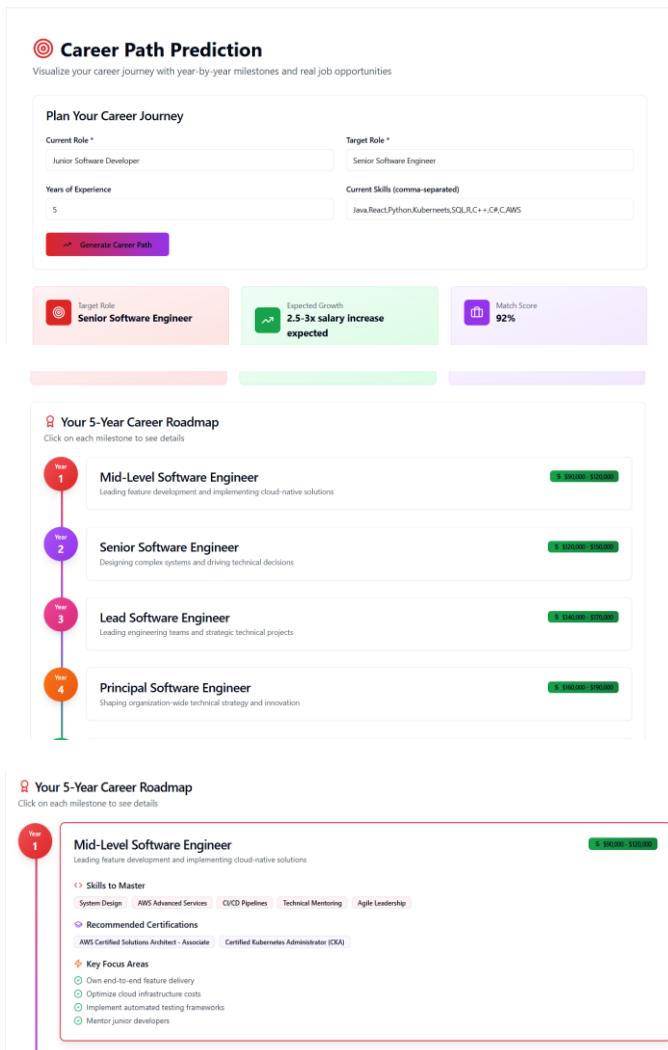 Career Path Prediction
Visualize your career journey with year-by-year milestones and real job opportunities
Plan Your Career Journey
Current Role *
Target Role *
Junior Software Developer
Senior Software Engineer
Years of Experience
Current Skills (comma-separated)
5
Java,React,Python,Kuberneets,SQL,R,C++,C#,C,AWS
Generate Career Path
Target Role
Senior Software Engineer
Expected Growth
2.5-3x salary increase
expected
Match Score
92%
Your 5-Year Career Roadmap
Click on each milestone to see details
Year
1
Mid-Level Software Engineer
$ $90,000 - $120,000
Leading feature development and implementing cloud-native solutions
Year
2
Senior Software Engineer
$ $120,000 - $150,000
Designing complex systems and driving technical decisions
Year
3
Lead Software Engineer
$ $140,000 - $170,000
Leading engineering teams and strategic technical projects
Year
4
Principal Software Engineer
$ $160,000 - $190,000
Shaping organization-wide technical strategy and innovation
Your 5-Year Career Roadmap
Click on each milestone to see details
Year
1
Mid-Level Software Engineer
$ $90,000 - $120,000
Leading feature development and implementing cloud-native solutions
Skills to Master
System Design
AWS Advanced Services
CI/CD Pipelines
Technical Mentoring
Agile Leadership
Recommended Certifications
AWS Certified Solutions Architect - Associate
Certified Kubernetes Administrator (CKA)
Key Focus Areas
Own end-to-end feature delivery
Optimize cloud infrastructure costs
Implement automated testing frameworks
Mentor junior developers